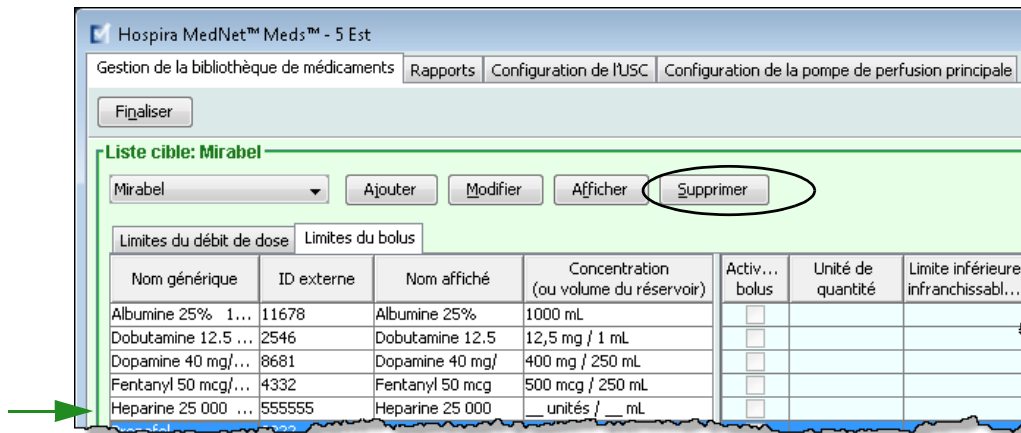 Hospira MedNet™ Meds™ - 5 Est
Gestion de la bibliothèque de médicaments Rapports Configuration de l'USC Configuration de la pompe de perfusion principale
Finaliser
Liste cible: Mirabel
Mirabel Ajouter Modifier Afficher Supprimer
Limites du débit de dose Limites du bolus
Nom générique ID externe Nom affiché Concentration (ou volume du réservoir) Activ... bolus Unité de quantité Limite inférieure infranchissabl...
Albumine 25% 1... 11678 Albumine 25% 1000 mL
Dobutamine 12.5 ... 2546 Dobutamine 12.5 12,5 mg / 1 mL
Dopamine 40 mg/... 8681 Dopamine 40 mg/ 400 mg / 250 mL
Fentanyl 50 mcg/... 4332 Fentanyl 50 mcg 500 mcg / 250 mL
Heparine 25 000 ... 555555 Heparine 25 000 __ unités / __ mL